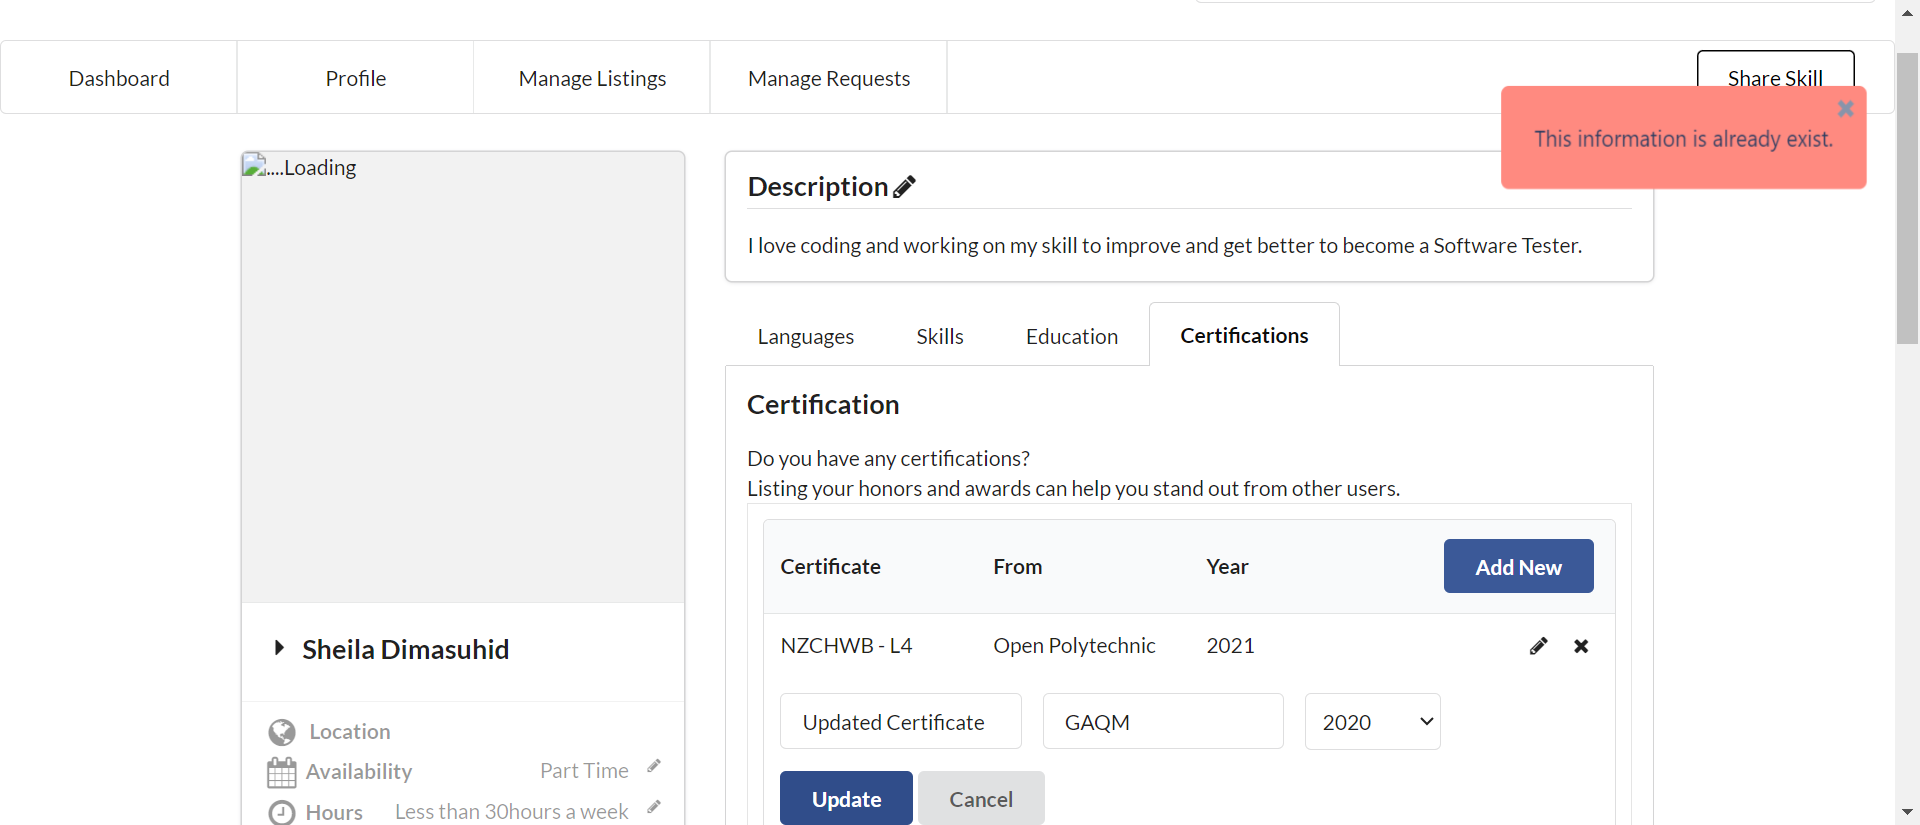 Dashboard
Profile
Manage Listings
Manage Requests
Share Skill
This information is already exist.
....Loading
Description
I love coding and working on my skill to improve and get better to become a Software Tester.
Languages
Skills
Education
Certifications
Certification
Do you have any certifications?
Listing your honors and awards can help you stand out from other users.
Certificate From Year Add New
NZCHWB - L4 Open Polytechnic 2021
Updated Certificate GAQM 2020
Update Cancel
Sheila Dimasuhid
Location
Availability Part Time
Hours Less than 30hours a week